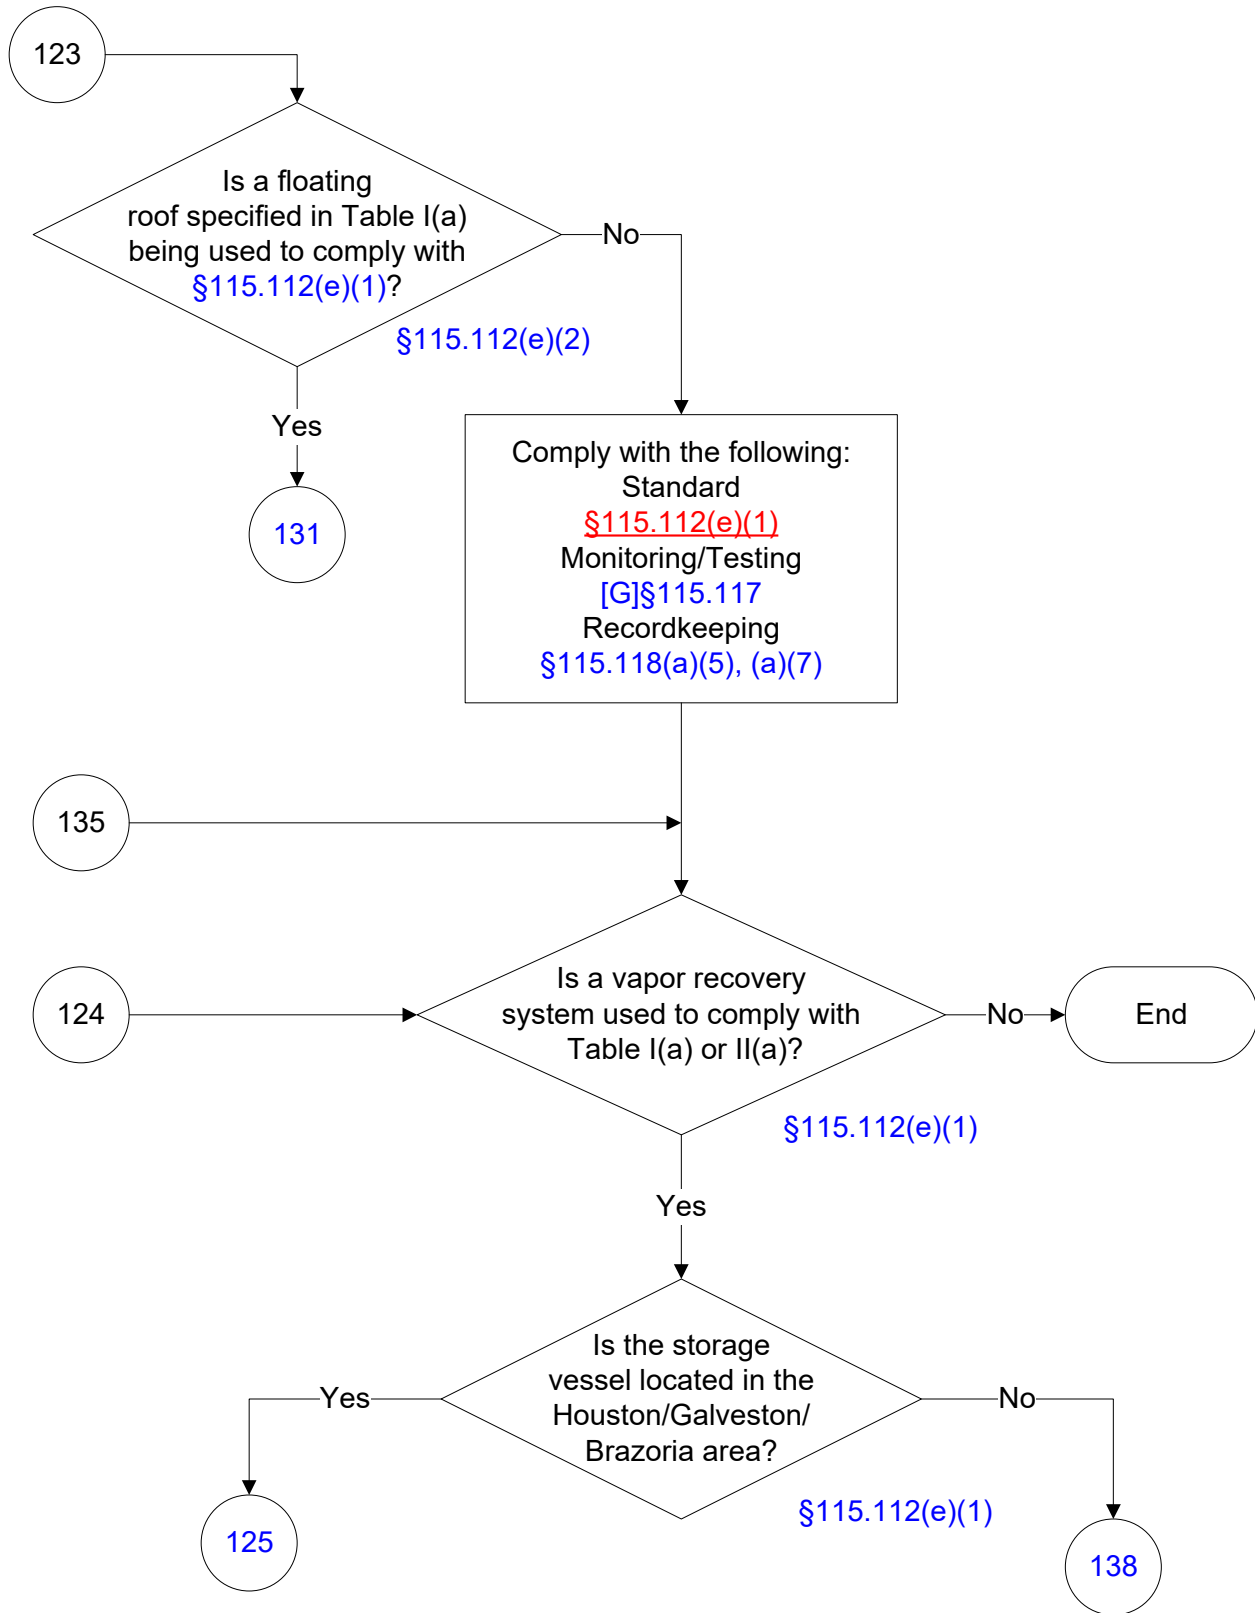 123
Is a floating
roof specified in Table I(a)
being used to comply with
§115.112(e)(1)?
No
§115.112(e)(2)
Yes
131
Comply with the following:
Standard
§115.112(e)(1)
Monitoring/Testing
[G]§115.117
Recordkeeping
§115.118(a)(5), (a)(7)
135
124
Is a vapor recovery
system used to comply with
Table I(a) or II(a)?
No
End
§115.112(e)(1)
Yes
Is the storage
vessel located in the
Houston/Galveston/
Brazoria area?
Yes
No
§115.112(e)(1)
125
138